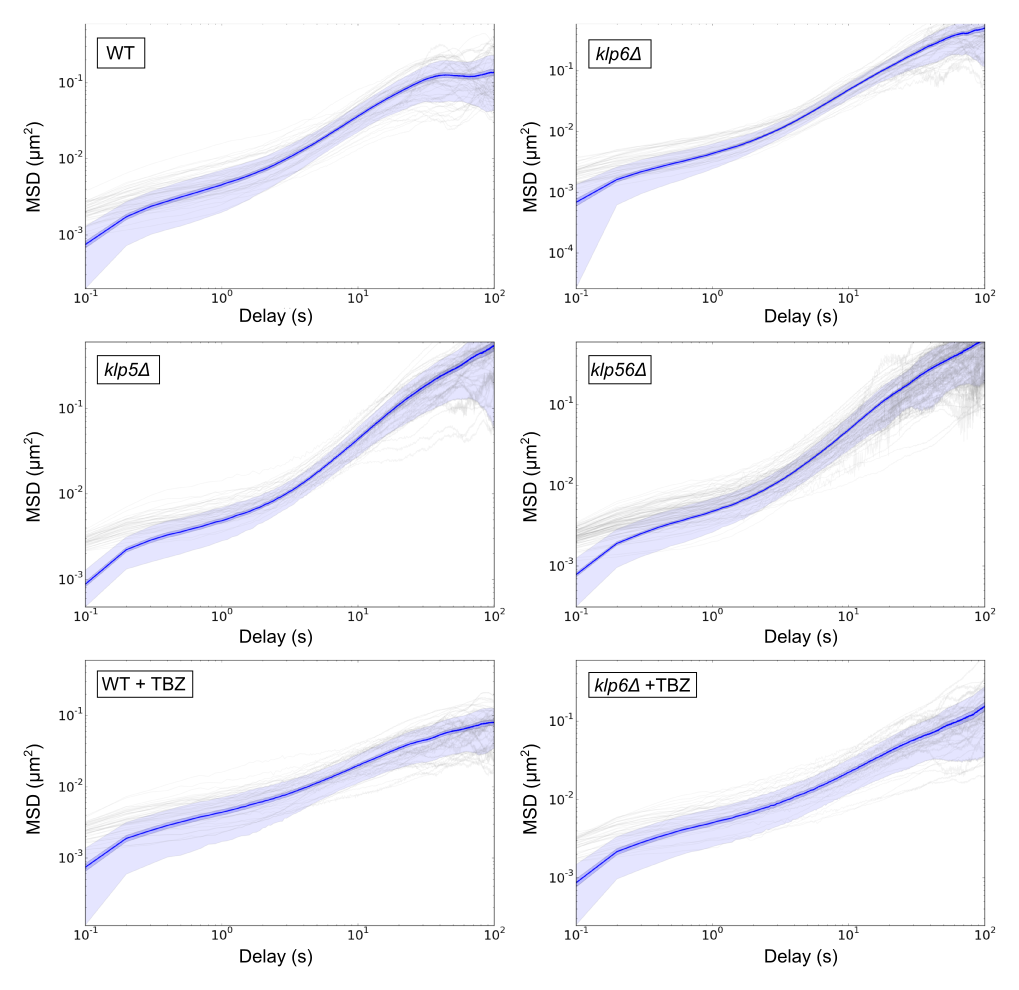 WT
MSD (μm²)
10⁻¹
10⁻²
10⁻³
10⁻¹ 10⁰ 10¹ 10²
Delay (s)
klp6Δ
MSD (μm²)
10⁻¹
10⁻²
10⁻³
10⁻⁴
10⁻¹ 10⁰ 10¹ 10²
Delay (s)
klp5Δ
MSD (μm²)
10⁻¹
10⁻²
10⁻³
10⁻¹ 10⁰ 10¹ 10²
Delay (s)
klp56Δ
MSD (μm²)
10⁻¹
10⁻²
10⁻³
10⁻¹ 10⁰ 10¹ 10²
Delay (s)
WT + TBZ
MSD (μm²)
10⁻¹
10⁻²
10⁻³
10⁻¹ 10⁰ 10¹ 10²
Delay (s)
klp6Δ +TBZ
MSD (μm²)
10⁻¹
10⁻²
10⁻³
10⁻¹ 10⁰ 10¹ 10²
Delay (s)